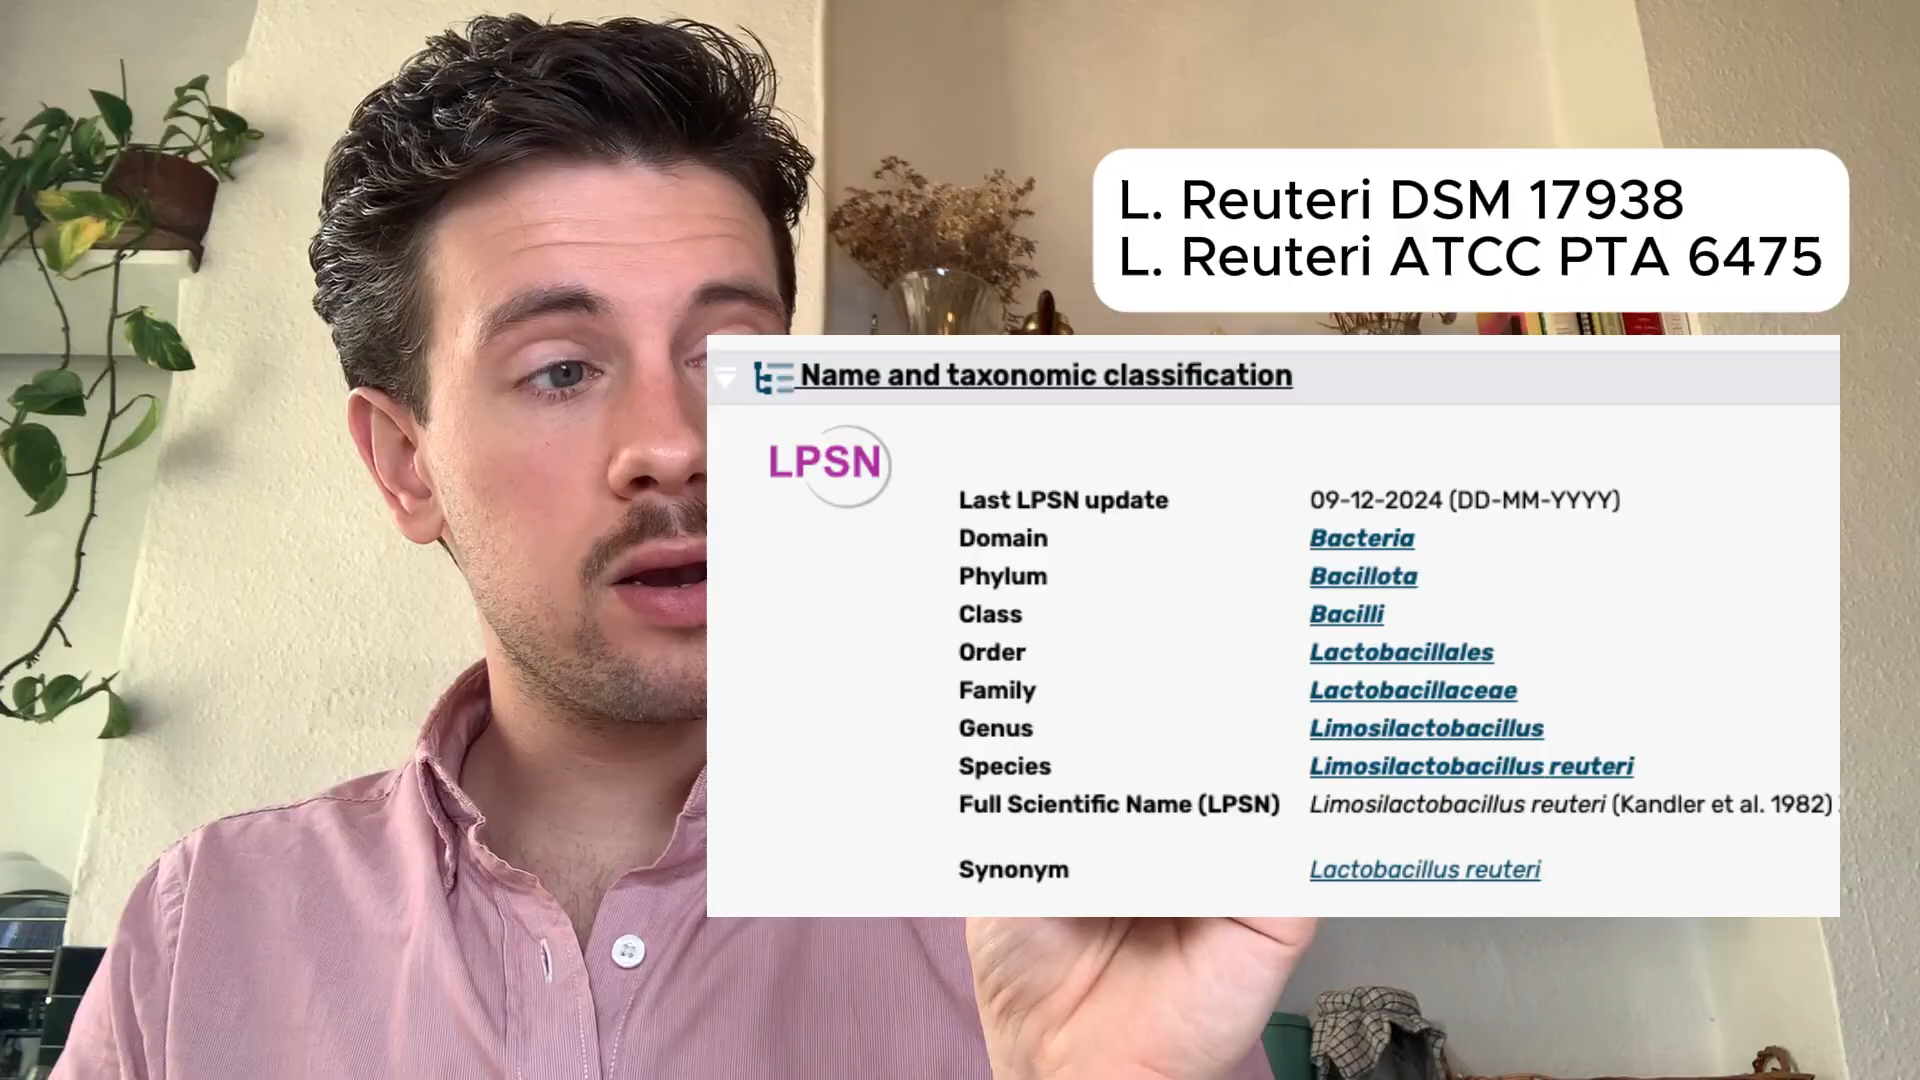 L. Reuteri DSM 17938
L. Reuteri ATCC PTA 6475
Name and taxonomic classification
LPSN
Last LPSN update 09-12-2024 (DD-MM-YYYY)
Domain Bacteria
Phylum Bacillota
Class Bacilli
Order Lactobacillales
Family Lactobacillaceae
Genus Limosilactobacillus
Species Limosilactobacillus reuteri
Full Scientific Name (LPSN) Limosilactobacillus reuteri (Kandler et al. 1982)
Synonym Lactobacillus reuteri